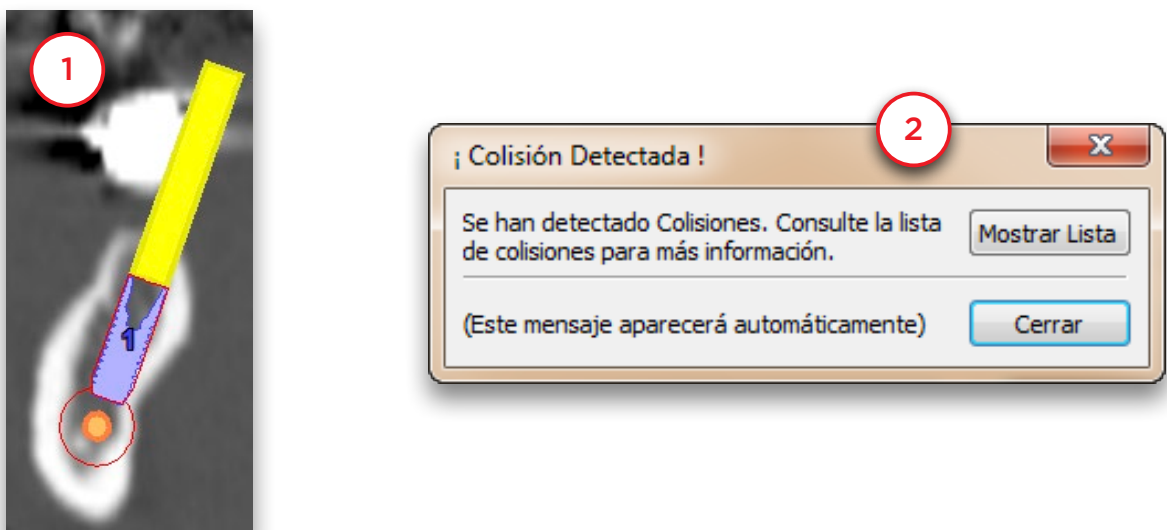 1
1
2
¡ Colisión Detectada !
Se han detectado Colisiones. Consulte la lista
de colisiones para más información.
Mostrar Lista
(Este mensaje aparecerá automáticamente)
Cerrar